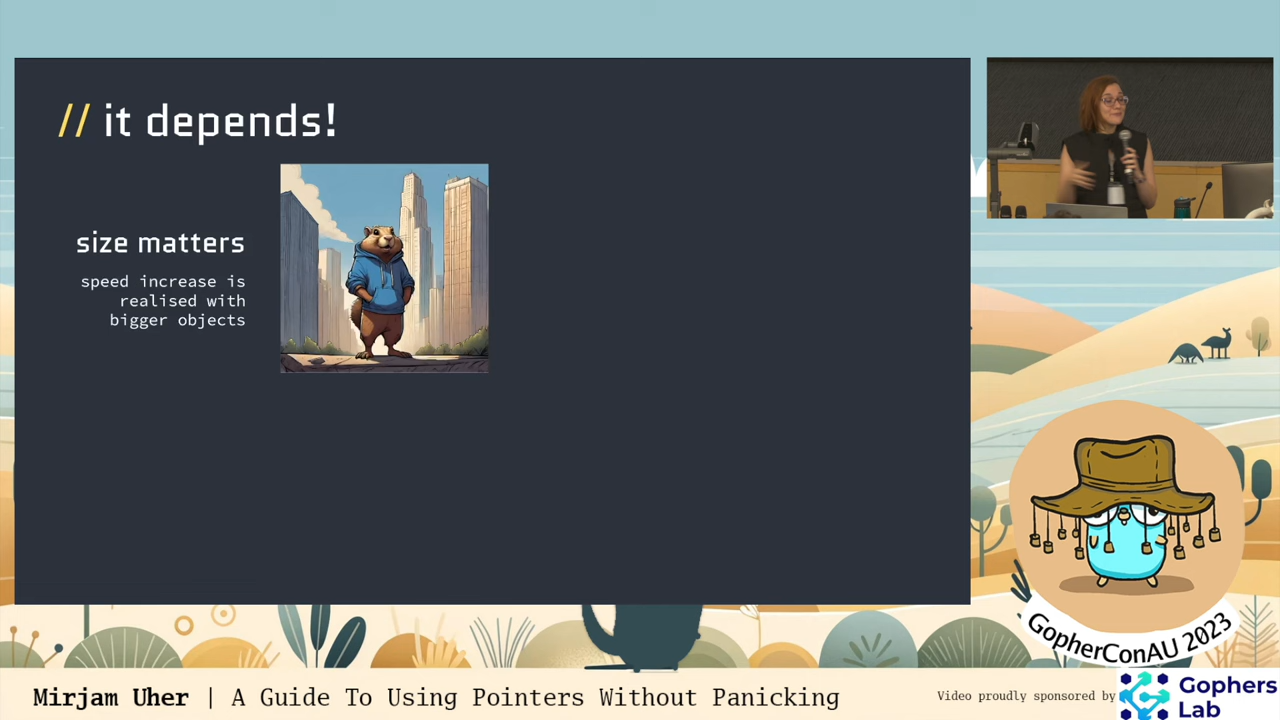 // it depends!
size matters
speed increase is
realised with
bigger objects
GopherConAU 2023
Mirjam Uher | A Guide To Using Pointers Without Panicking
Video proudly sponsored by
Gophers
Lab